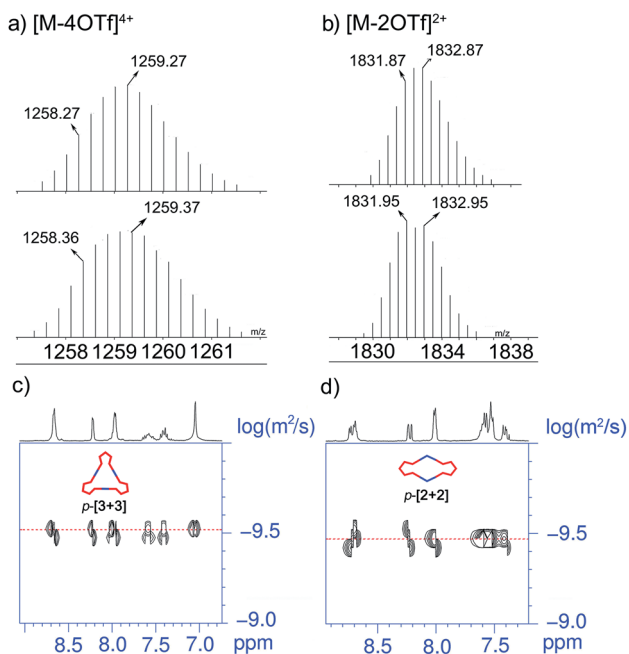 a) [M-4OTf]4+
1259.27
1258.27
1259.37
1258.36
m/z
1258 1259 1260 1261
b) [M-2OTf]2+
1831.87 1832.87
1831.95 1832.95
m/z
1830 1834 1838
c)
log(m²/s)
p-[3+3]
−9.5
−9.0
8.5 8.0 7.5 7.0
ppm
d)
log(m²/s)
p-[2+2]
−9.5
−9.0
8.5 7.5
ppm